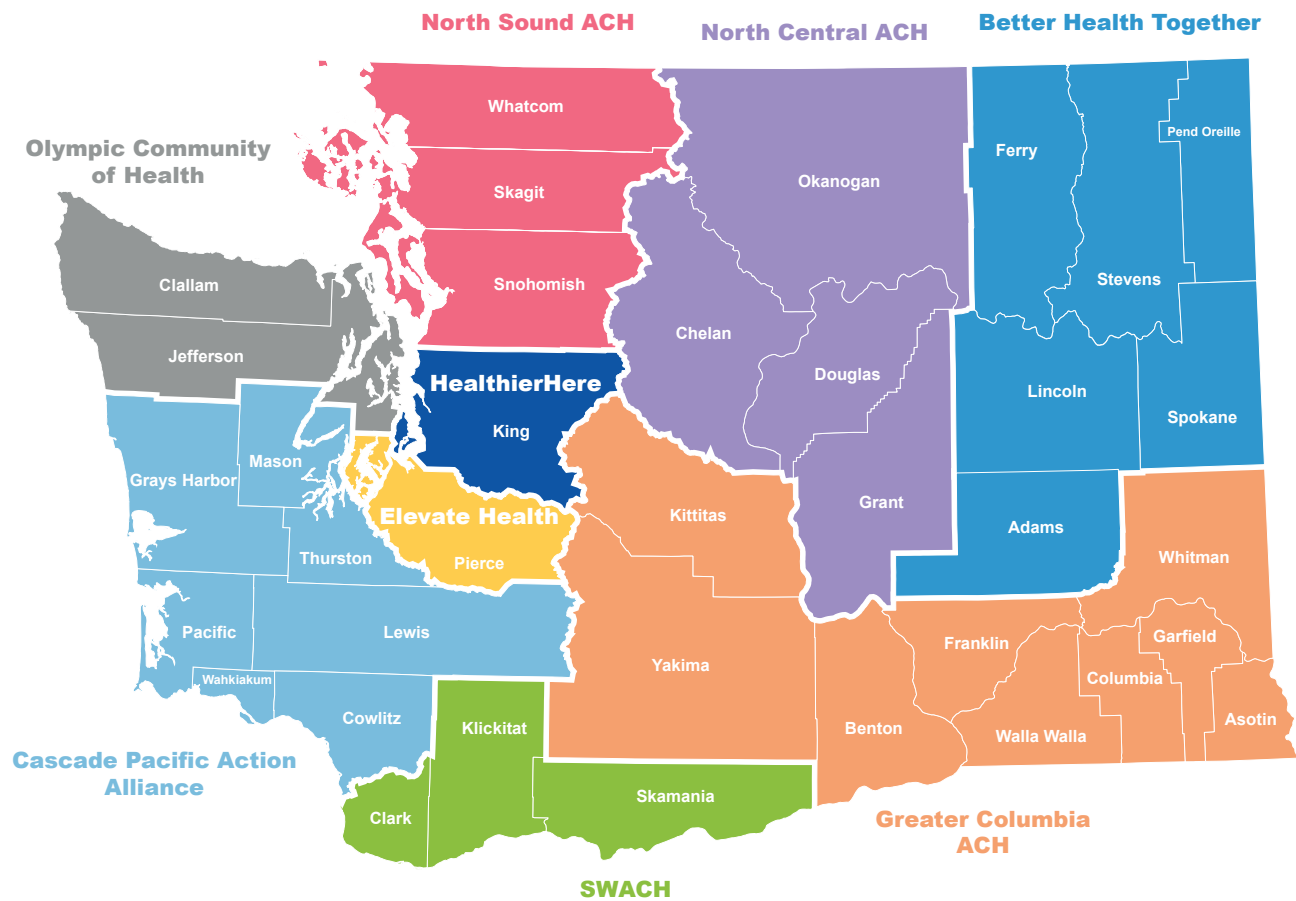 North Sound ACH
North Central ACH
Better Health Together
Whatcom
Pend Oreille
Olympic Community
of Health
Ferry
Okanogan
Skagit
Clallam
Snohomish
Stevens
Chelan
Jefferson
Douglas
HealthierHere
Lincoln
Spokane
King
Mason
Grays Harbor
Grant
Kittitas
Elevate Health
Adams
Thurston
Pierce
Whitman
Pacific
Lewis
Garfield
Franklin
Yakima
Wahkiakum
Columbia
Cowlitz
Asotin
Klickitat
Benton
Walla Walla
Cascade Pacific Action
Alliance
Skamania
Clark
Greater Columbia
ACH
SWACH